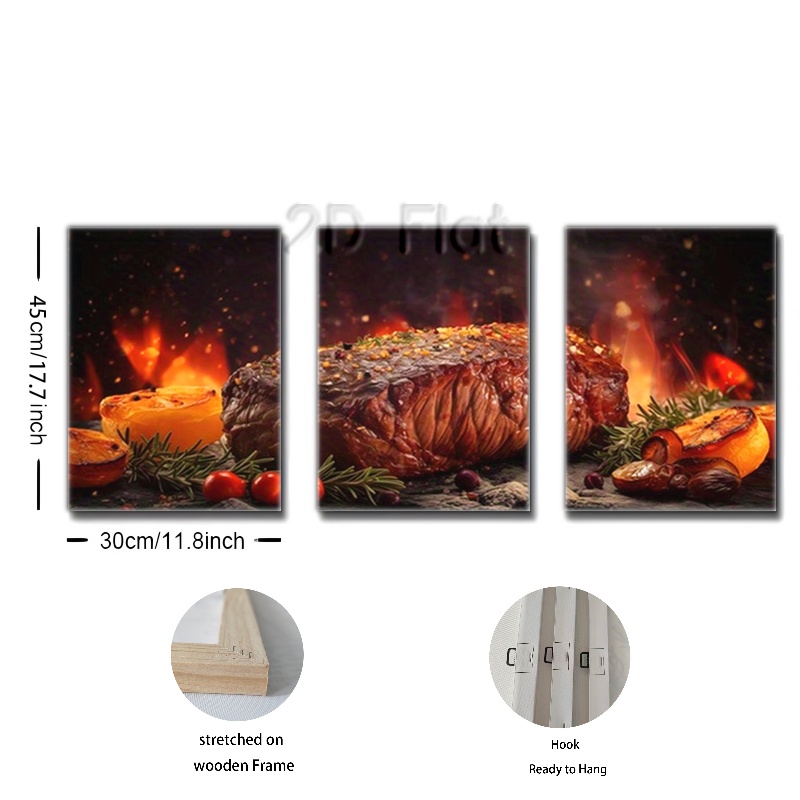 2D Flat
45cm/17.7inch
30cm/11.8inch
stretched on
wooden Frame
Hook
Ready to Hang